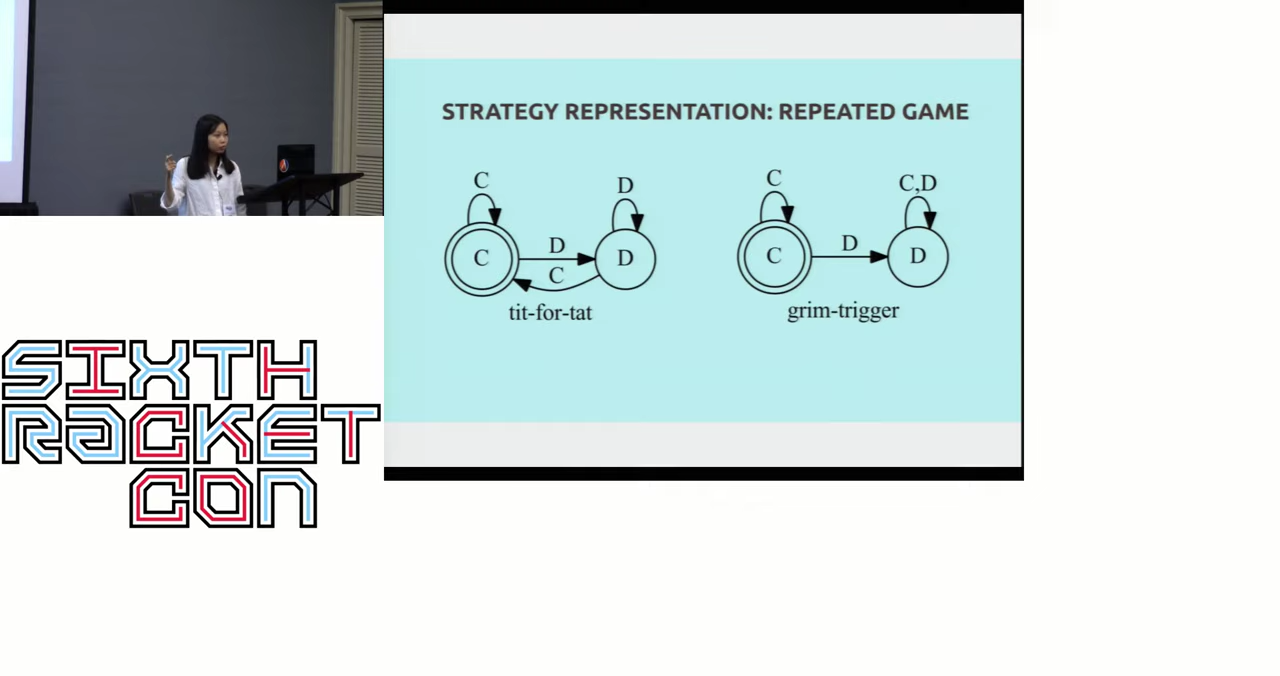 STRATEGY REPRESENTATION: REPEATED GAME
C
D
C
C,D
C
D
C
D
C
D
D
C
tit-for-tat
grim-trigger
SIXTH
RACKET
CON